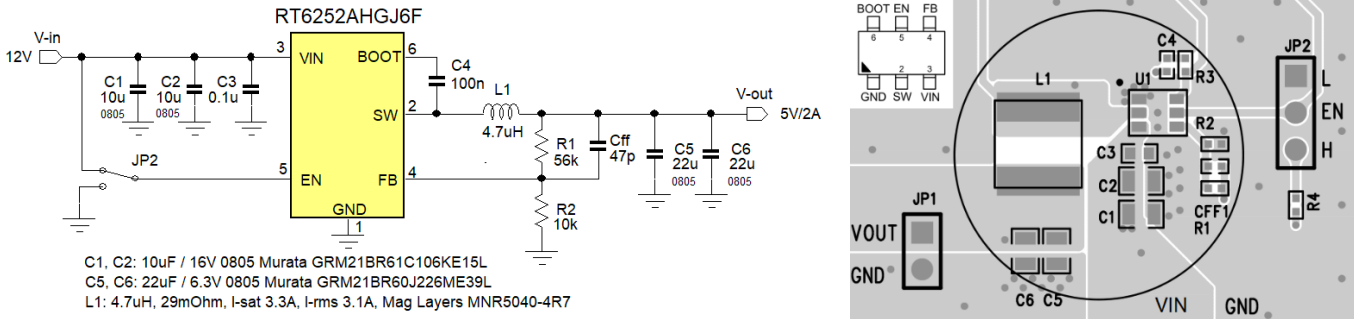 RT6252AHGJ6F
V-in
12V
3
VIN
BOOT
6
C4
100n
C1
10u
0805
C2
10u
0805
C3
0.1u
SW
2
L1
4.7uH
V-out
5V/2A
R1
56k
Cff
47p
C5
22u
0805
C6
22u
0805
JP2
5
EN
FB
4
R2
10k
GND
1
C1, C2: 10uF / 16V 0805 Murata GRM21BR61C106KE15L
C5, C6: 22uF / 6.3V 0805 Murata GRM21BR60J226ME39L
L1: 4.7uH, 29mOhm, I-sat 3.3A, I-rms 3.1A, Mag Layers MNR5040-4R7
BOOT EN FB
6 5 4
2 3
GND SW VIN
L1
U1
C4
R3
JP2
L
EN
H
R2
C3
C2
C1
CFF1
R1
R4
JP1
VOUT
GND
C6 C5
VIN
GND